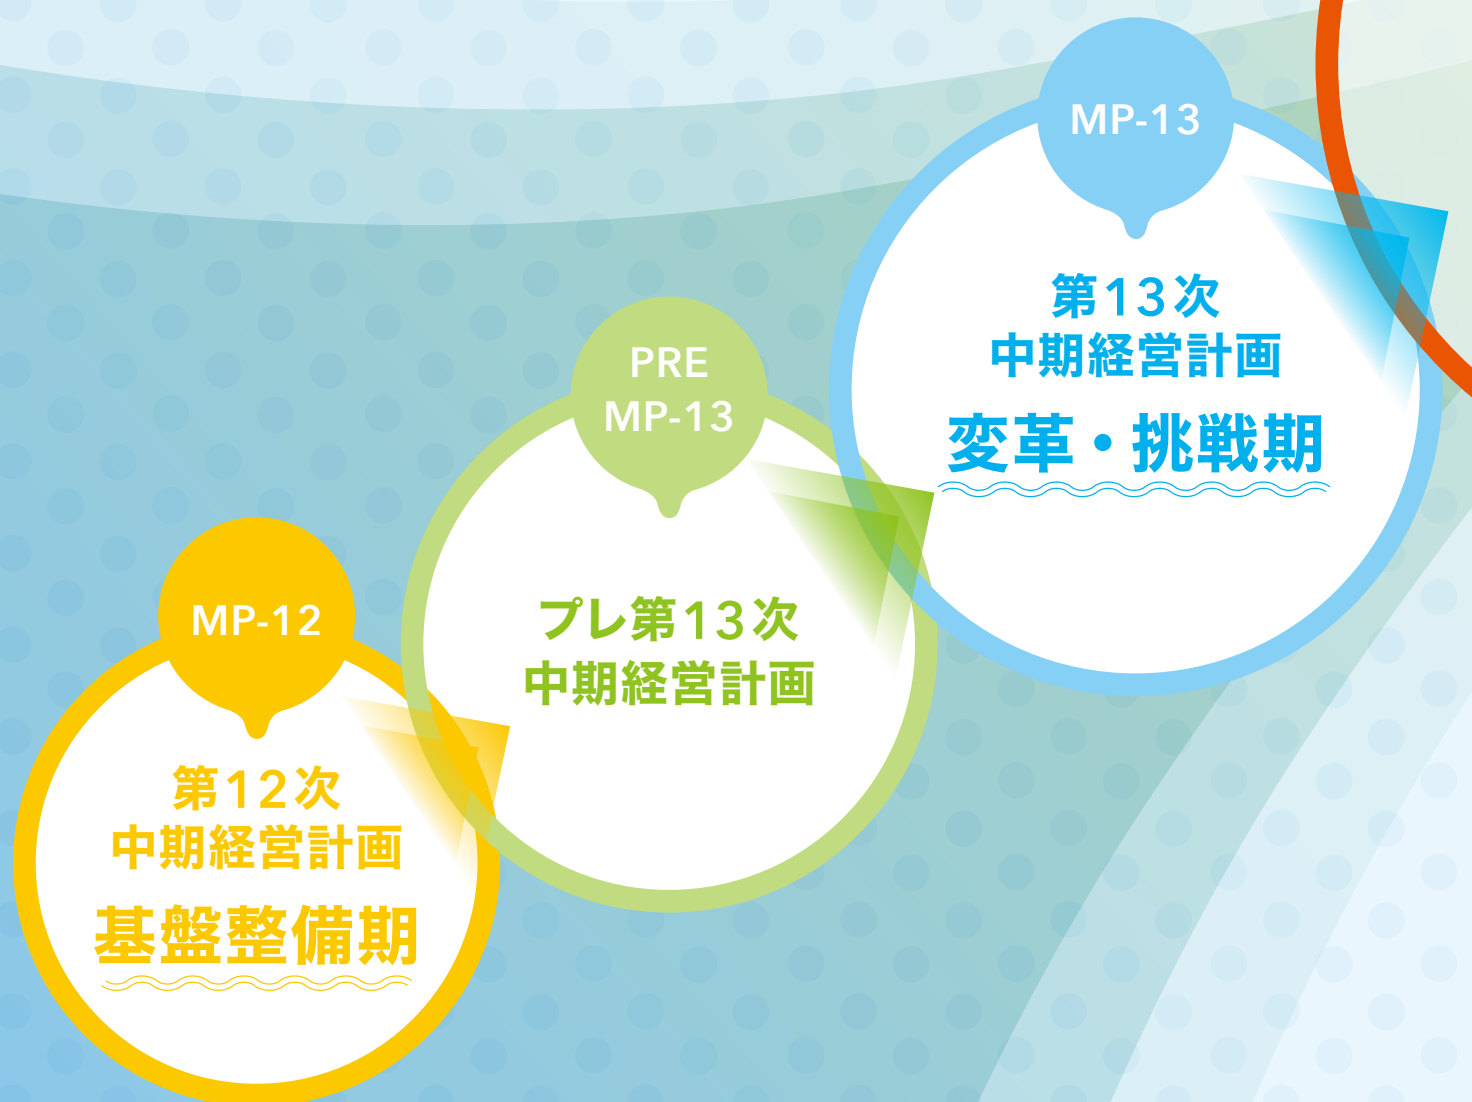 MP-12
第12次
中期経営計画
基盤整備期
PRE
MP-13
プレ第13次
中期経営計画
MP-13
第13次
中期経営計画
変革・挑戦期